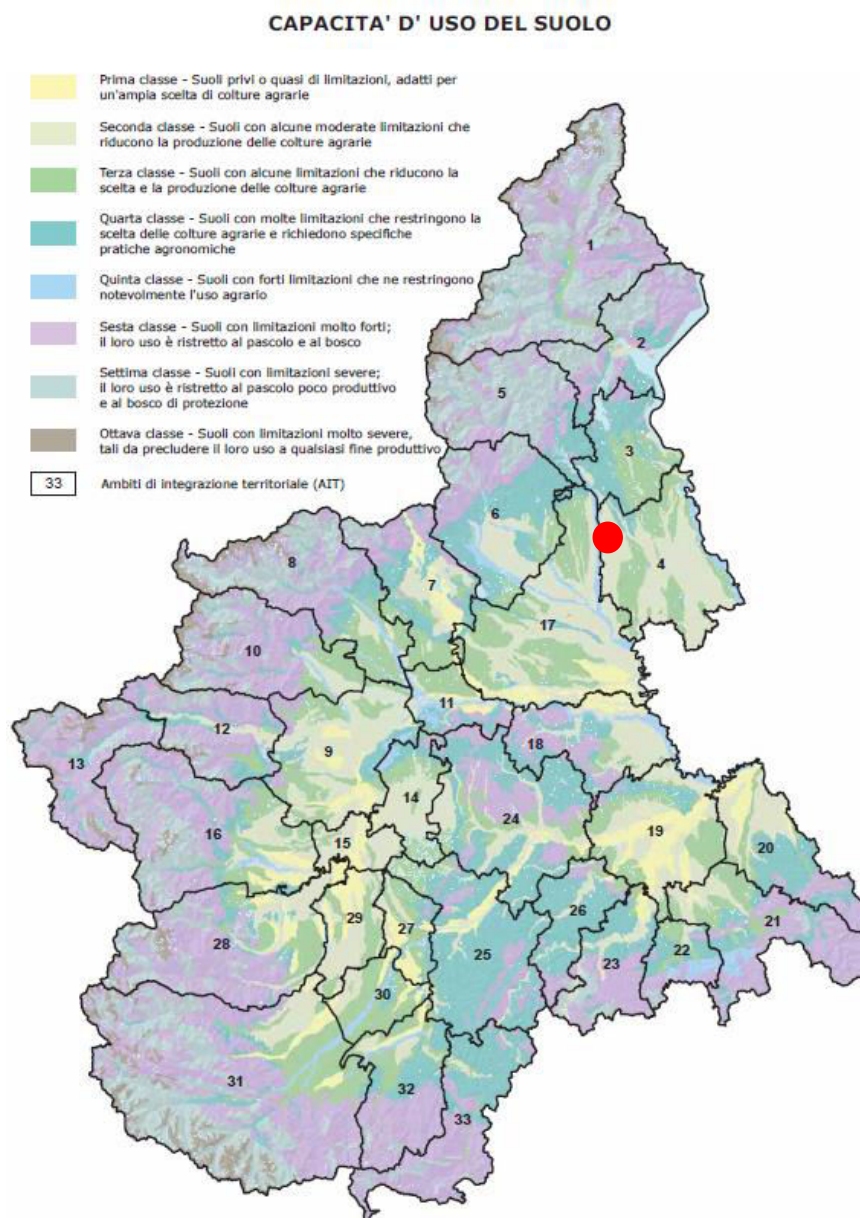 CAPACITA' D' USO DEL SUOLO
Prima classe - Suoli privi o quasi di limitazioni, adatti per
un'ampia scelta di colture agrarie
Seconda classe - Suoli con alcune moderate limitazioni che
riducono la produzione delle colture agrarie
Terza classe - Suoli con alcune limitazioni che riducono la
scelta e la produzione delle colture agrarie
Quarta classe - Suoli con molte limitazioni che restringono la
scelta delle colture agrarie e richiedono specifiche
pratiche agronomiche
Quinta classe - Suoli con forti limitazioni che ne restringono
notevolmente l'uso agrario
Sesta classe - Suoli con limitazioni molto forti;
il loro uso è ristretto al pascolo e al bosco
Settima classe - Suoli con limitazioni severe;
il loro uso è ristretto al pascolo poco produttivo
e al bosco di protezione
Ottava classe - Suoli con limitazioni molto severe,
tali da precludere il loro uso a qualsiasi fine produttivo
33 Ambiti di integrazione territoriale (AIT)
1
2
5
3
6
8
7
4
17
10
11
12
18
13
9
14
24
19
16
15
20
29
27
26
28
25
23
22
21
30
31
32
33